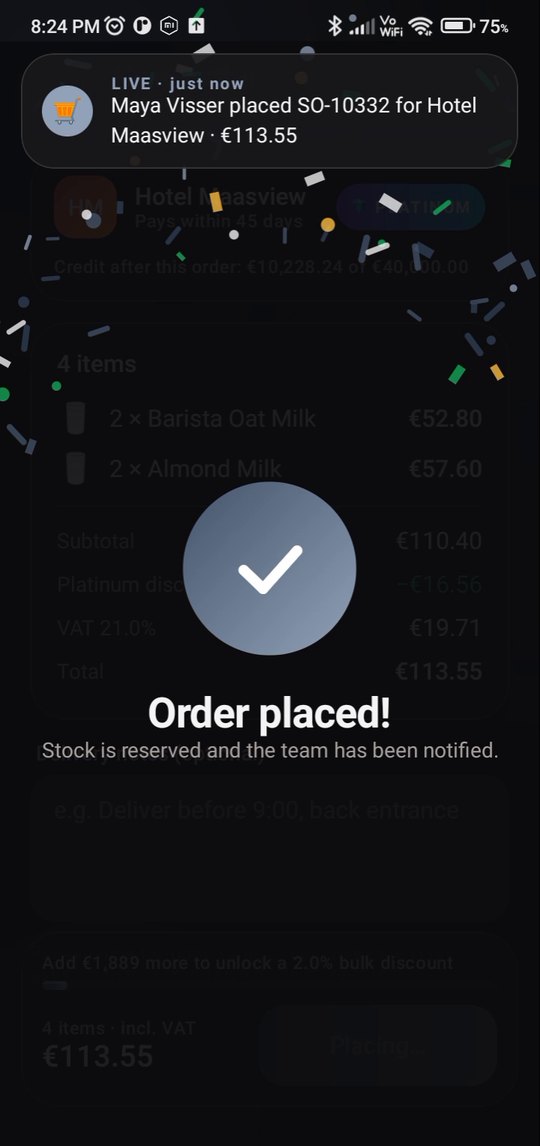 8:24 PM
Vo
WiFi
75%
LIVE · just now
Maya Visser placed SO-10332 for Hotel
Maasview · €113.55
HM
Hotel Maasview
PLATINUM
Pays within 45 days
Credit after this order: €10,228.24 of €40,000.00
4 items
2 × Barista Oat Milk €52.80
2 × Almond Milk €57.60
Subtotal €110.40
Platinum disc −€16.56
VAT 21.0% €19.71
Total €113.55
Order placed!
Stock is reserved and the team has been notified.
e.g. Deliver before 9:00, back entrance
Add €1,889 more to unlock a 2.0% bulk discount
4 items · incl. VAT
€113.55
Placing...